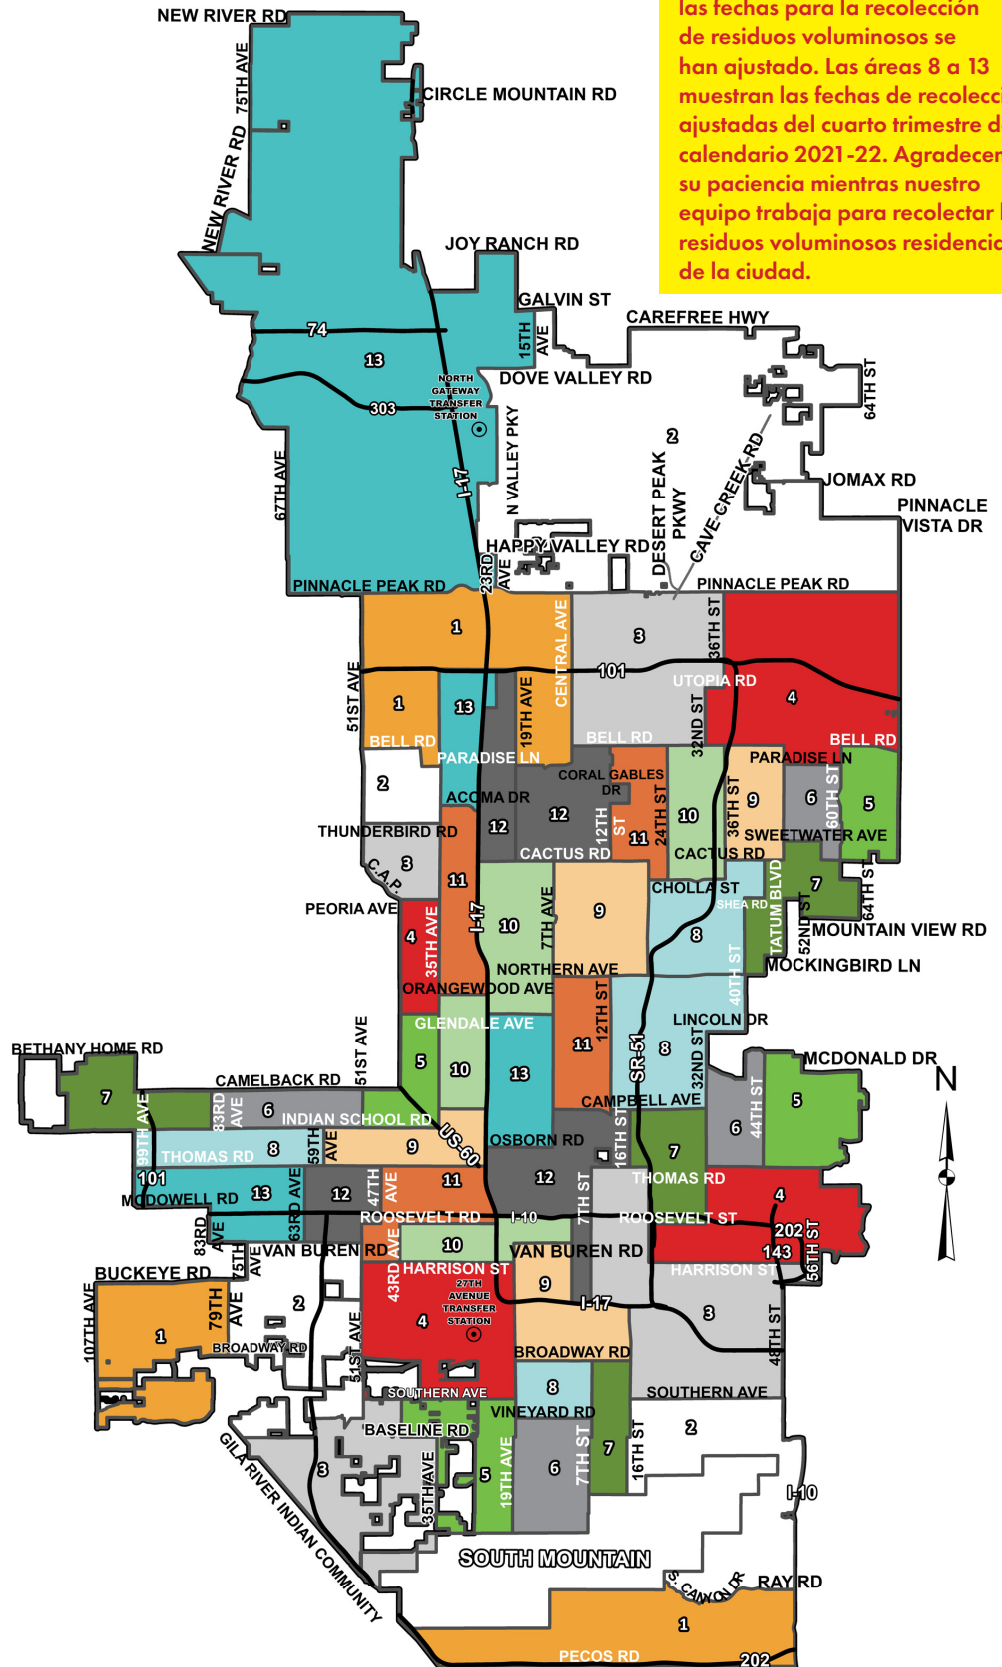 las fechas para la recolección
de residuos voluminosos se
han ajustado. Las áreas 8 a 13
muestran las fechas de
ajustadas del cuarto trimestre
calendario 2021-22.
su paciencia mientras nuestro
equipo trabaja para recolectar
residuos voluminosos
de la ciudad.
NEW RIVER RD
75TH AVE
CIRCLE MOUNTAIN RD
NEW RIVER RD
JOY RANCH RD
GALVIN ST
15TH AVE
CAREFREE HWY
74
13
DOVE VALLEY RD
64TH ST
NORTH
GATEWAY
TRANSFER
STATION
303
N VALLEY PKY
2
67TH AVE
I-17
DESERT PEAK
PKWY
CAVE CREEK RD
JOMAX RD
PINNACLE
VISTA DR
HAPPY VALLEY RD
23RD
AVE
PINNACLE PEAK RD
PINNACLE PEAK RD
1
CENTRAL AVE
3
36TH ST
51ST AVE
101
UTOPIA RD
1
13
19TH AVE
32ND ST
4
BELL RD
BELL RD
BELL RD
PARADISE LN
PARADISE LN
2
CORAL GABLES
DR
ACOMA DR
12
12
12TH
ST
11
24TH ST
10
36TH ST
9
6
60TH ST
5
THUNDERBIRD RD
SWEETWATER AVE
3
C.A.P.
CACTUS RD
CACTUS RD
11
CHOLLA ST
TATUM BLVD
7
64TH ST
PEORIA AVE
SHEA RD
4
35TH AVE
I-17
10
7TH AVE
9
8
52ND ST
MOUNTAIN VIEW RD
NORTHERN AVE
MOCKINGBIRD LN
ORANGEWOOD AVE
40TH ST
12TH ST
GLENDALE AVE
LINCOLN DR
51ST AVE
5
10
13
11
SR-51
8
32ND ST
BETHANY HOME RD
MCDONALD DR
N
CAMELBACK RD
7
99TH AVE
83RD
AVE
6
INDIAN SCHOOL RD
CAMPBELL AVE
44TH ST
5
6
US-60
OSBORN RD
16TH ST
7
THOMAS RD
8
59TH
AVE
9
THOMAS RD
101
MCDOWELL RD
13
63RD AVE
12
47TH
AVE
11
12
7TH ST
4
83RD
AVE
ROOSEVELT RD
I-10
ROOSEVELT ST
202
VAN BUREN RD
10
VAN BUREN RD
143
56TH ST
75TH
AVE
43RD
AVE
HARRISON ST
HARRISON ST
BUCKEYE RD
107TH AVE
79TH
AVE
2
27TH
AVENUE
TRANSFER
STATION
9
I-17
3
48TH ST
1
4
51ST AVE
BROADWAY RD
BROADWAY RD
8
SOUTHERN AVE
SOUTHERN AVE
VINEYARD RD
BASELINE RD
2
GILA RIVER INDIAN COMMUNITY
3
35TH AVE
5
19TH AVE
6
7TH ST
7
16TH ST
I-10
SOUTH MOUNTAIN
S. CANYON DR
RAY RD
1
PECOS RD
202